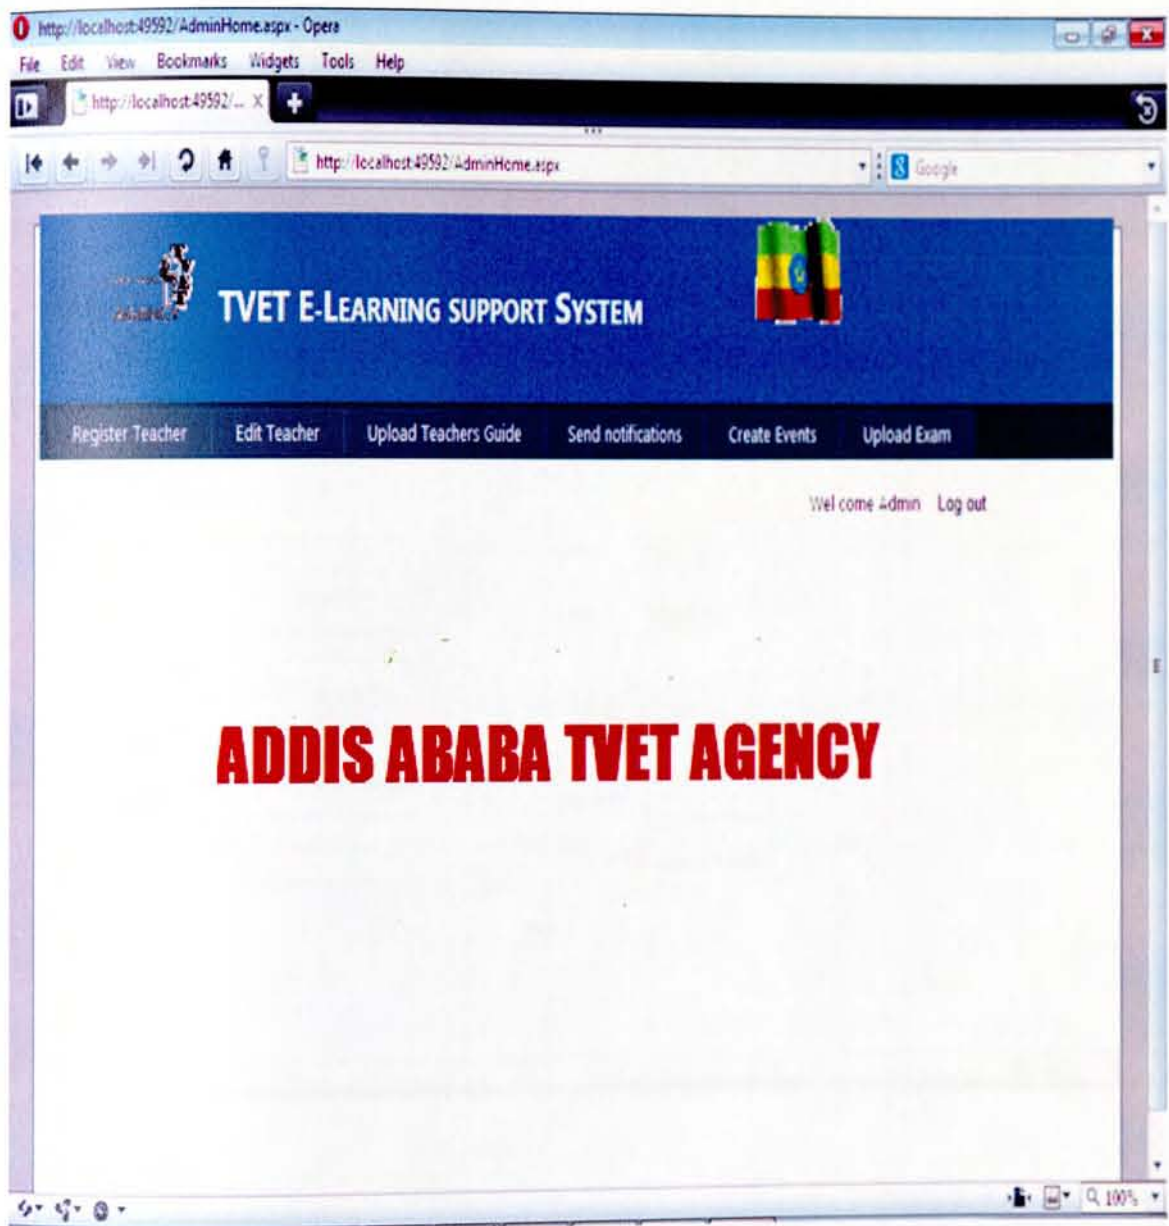 http://localhost:49592/AdminHome.aspx - Opera
File Edit View Bookmarks Widgets Tools Help
http://localhost:49592/... X
http://localhost:49592/AdminHome.aspx Google
TVET E-LEARNING SUPPORT SYSTEM
Register Teacher Edit Teacher Upload Teachers Guide Send notifications Create Events Upload Exam
Wel come Admin Log out
ADDIS ABABA TVET AGENCY
100%